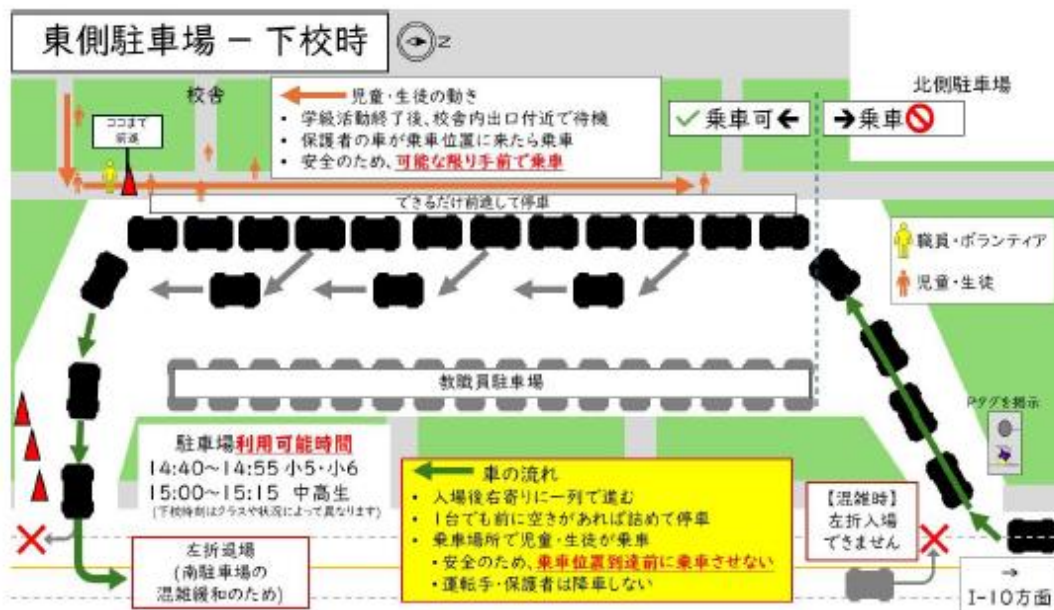 東側駐車場 – 下校時
N
校舎
北側駐車場
ココまで
前進
児童・生徒の動き
• 学級活動終了後、校舎内出口付近で待機
• 保護者の車が乗車位置に来たら乗車
• 安全のため、可能な限り手前で乗車
✓ 乗車可←
→乗車
できるだけ前進して停車
職員・ボランティア
児童・生徒
教職員駐車場
Pタグを掲示
駐車場利用可能時間
14:40~14:55 小5・小6
15:00~15:15 中高生
(下校時刻はクラスや状況によって異なります)
車の流れ
• 入場後右寄りに一列で進む
• 1台でも前に空きがあれば詰めて停車
• 乗車場所で児童・生徒が乗車
・安全のため、乗車位置到達前に乗車させない
・運転手・保護者は降車しない
【混雑時】
左折入場
できません
左折退場
(南駐車場の
混雑緩和のため)
→
I-10方面